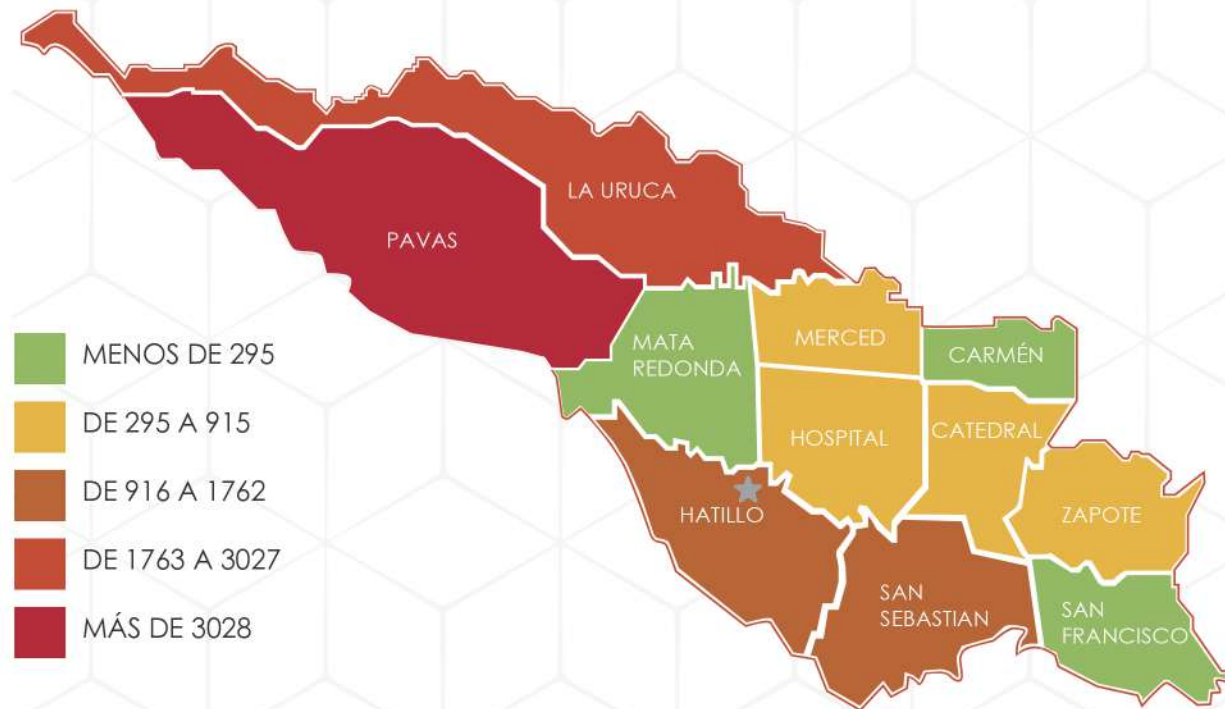 LA URUCA
PAVAS
MATA
REDONDA
MERCED
CARMÉN
HOSPITAL
CATEDRAL
HATILLO
ZAPOTE
SAN
SEBASTIAN
SAN
FRANCISCO
MENOS DE 295
DE 295 A 915
DE 916 A 1762
DE 1763 A 3027
MÁS DE 3028